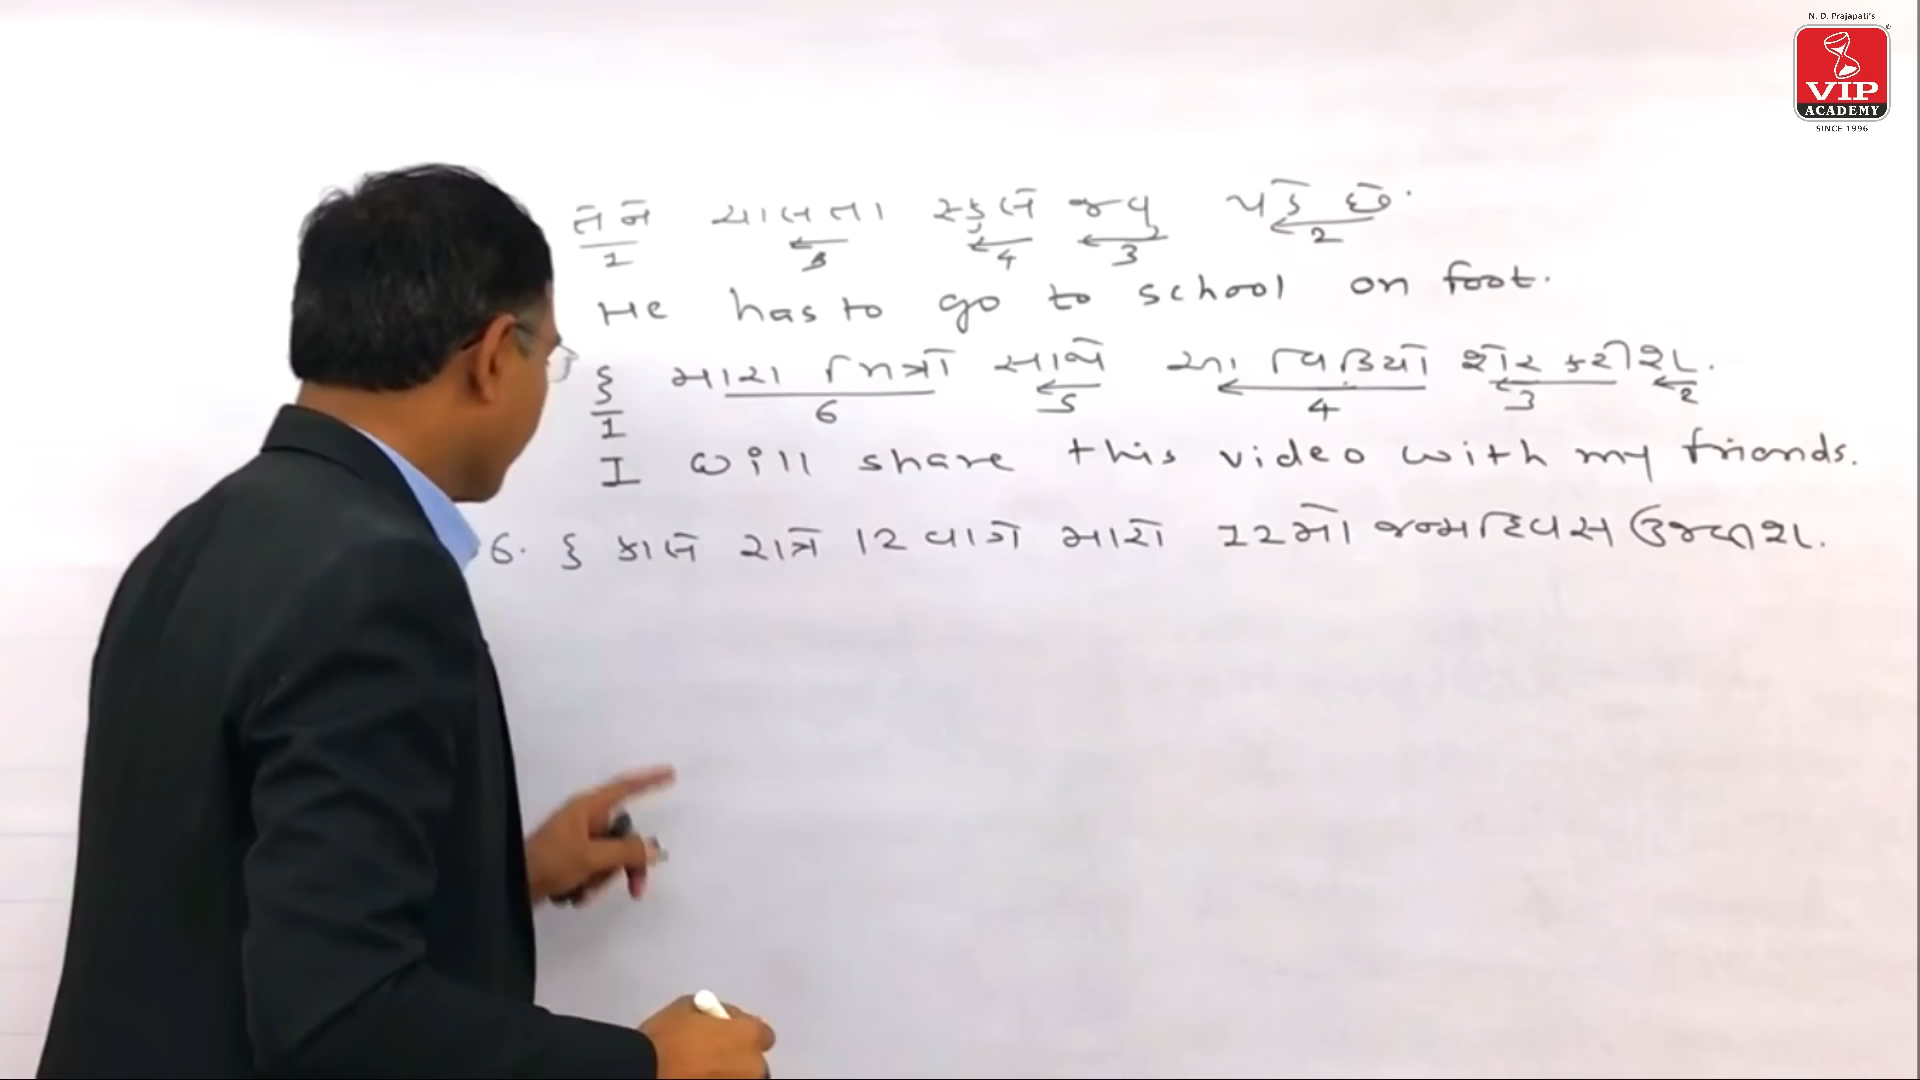 N. D. Prajapati's
VIP
ACADEMY
SINCE 1996
તેને ચાલતા સ્કુલે જવુ પડે છે.
1 5 4 3 2
He has to go to school on foot.
હું મારા મિત્રો સાથે આ વિડિયો શેર કરીશ.
1 6 5 4 3 2
I will share this video with my friends.
6. હું કાલે રાત્રે 12 વાગે મારો 22મો જન્મદિવસ ઉજવીશ.